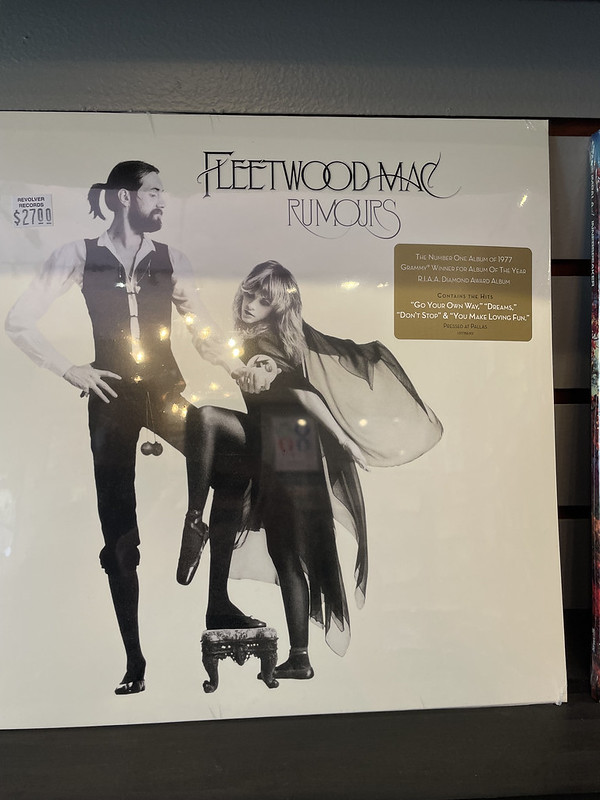 FLEETWOOD MAC
RUMOURS
REVOLVER
RECORDS
$27.00
The Number One Album of 1977
Grammy® Winner for Album Of The Year
R.I.A.A. Diamond Award Album
Contains the Hits
"Go Your Own Way," "Dreams,"
"Don't Stop" & "You Make Loving Fun."
Pressed at Pallas